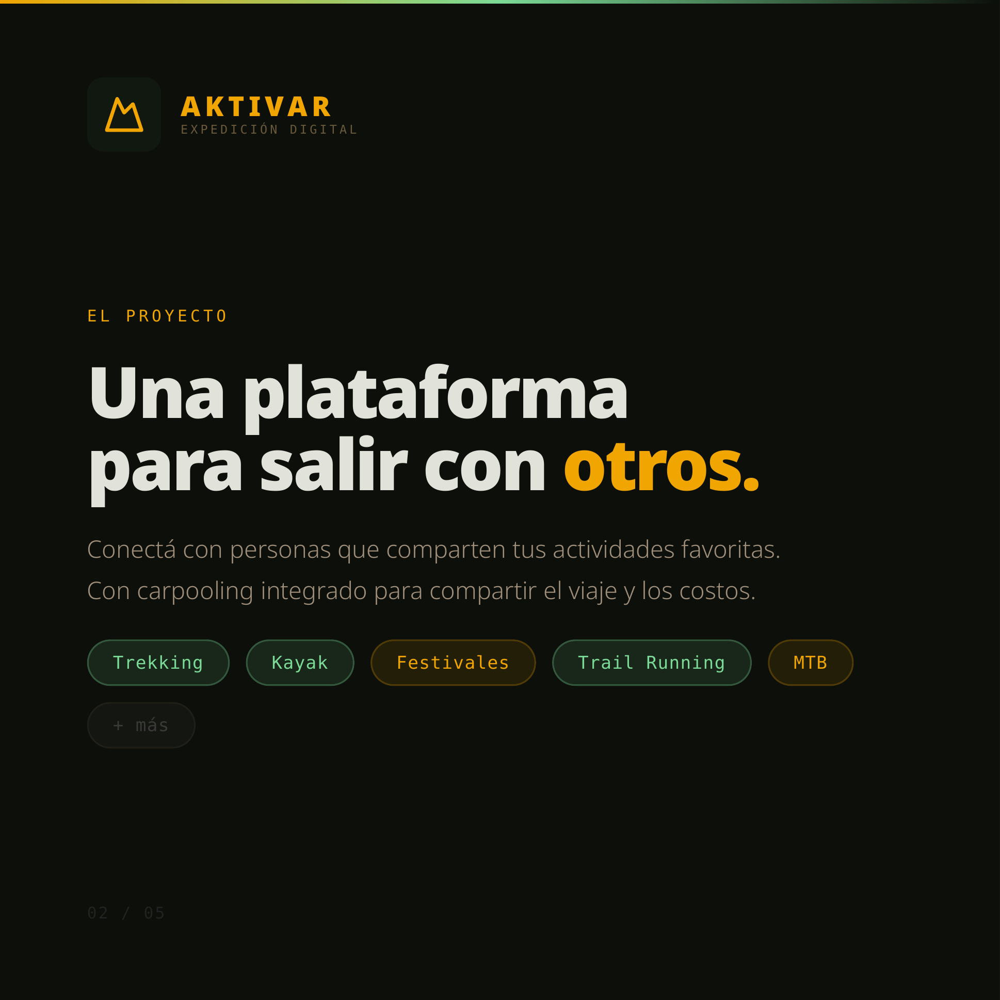 AKTIVAR
EXPEDICIÓN DIGITAL
EL PROYECTO
Una plataforma
para salir con otros.
Conectá con personas que comparten tus actividades favoritas.
Con carpooling integrado para compartir el viaje y los costos.
Trekking Kayak Festivales Trail Running MTB
+ más
02 / 05